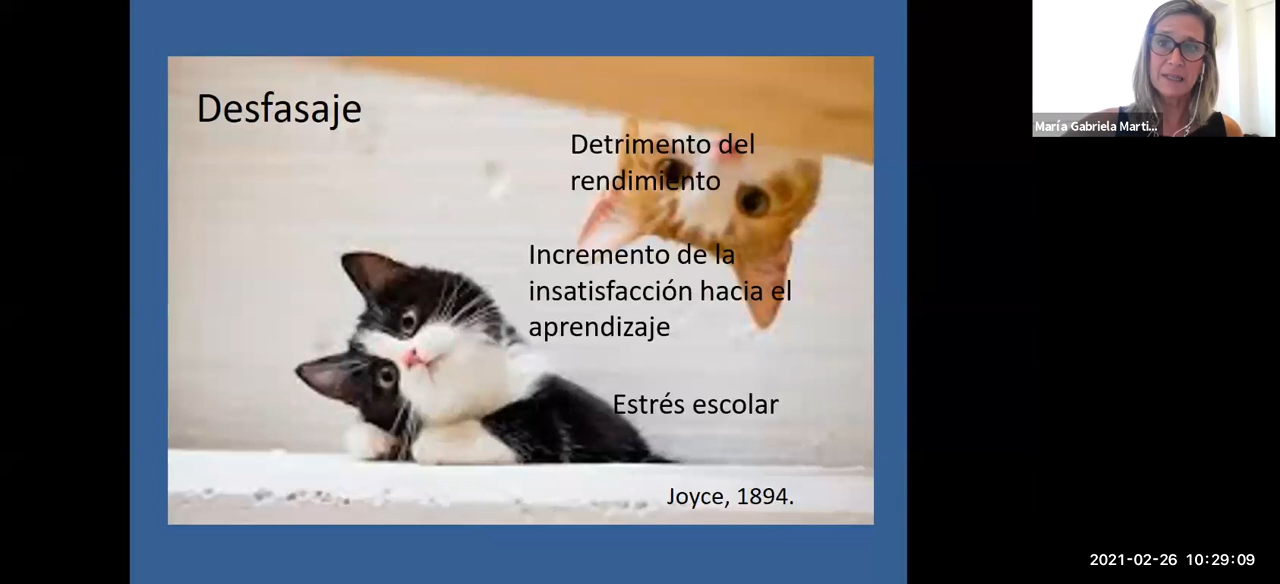 Desfasaje
Detrimento del
rendimiento
Incremento de la
insatisfacción hacia el
aprendizaje
Estrés escolar
Joyce, 1894.
María Gabriela Marti...
2021-02-26 10:29:09